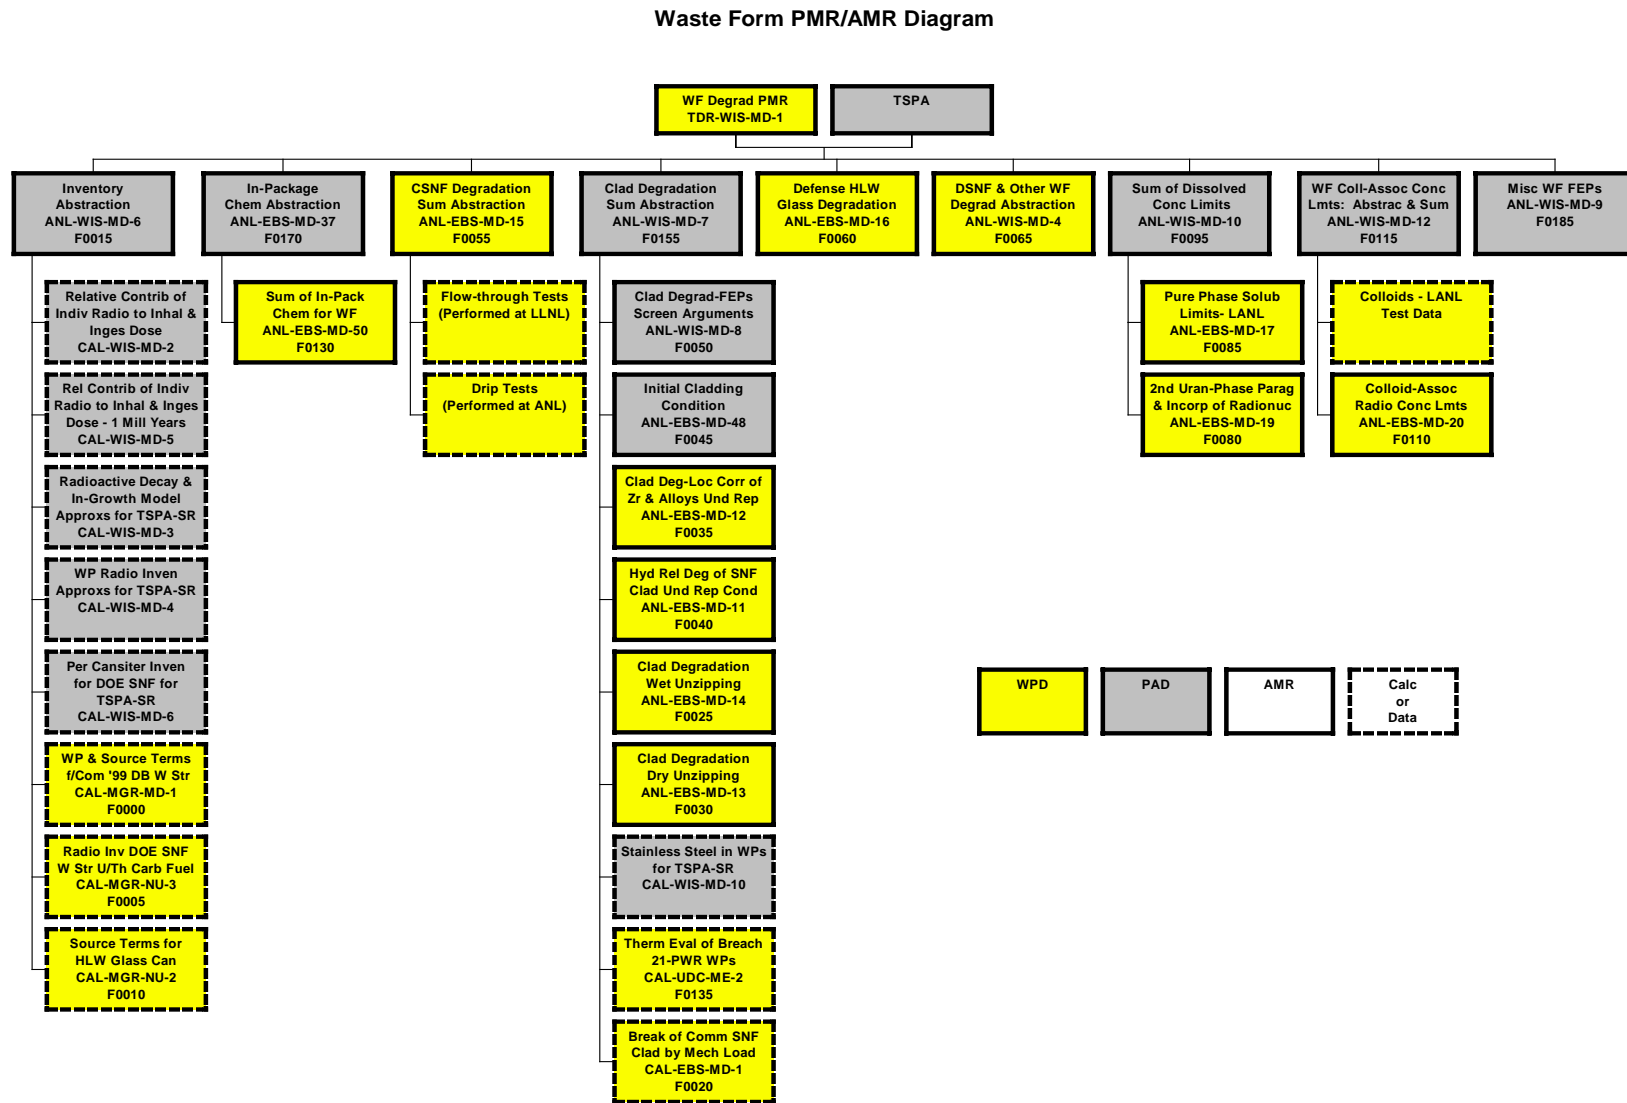 Waste Form PMR/AMR Diagram
WF Degrad PMR
TDR-WIS-MD-1
TSPA
Inventory
Abstraction
ANL-WIS-MD-6
F0015
In-Package
Chem Abstraction
ANL-EBS-MD-37
F0170
CSNF Degradation
Sum Abstraction
ANL-EBS-MD-15
F0055
Clad Degradation
Sum Abstraction
ANL-WIS-MD-7
F0155
Defense HLW
Glass Degradation
ANL-EBS-MD-16
F0060
DSNF & Other WF
Degrad Abstraction
ANL-WIS-MD-4
F0065
Sum of Dissolved
Conc Limits
ANL-WIS-MD-10
F0095
WF Coll-Assoc Conc
Lmts: Abstrac & Sum
ANL-WIS-MD-12
F0115
Misc WF FEPs
ANL-WIS-MD-9
F0185
Relative Contrib of
Indiv Radio to Inhal &
Inges Dose
CAL-WIS-MD-2
Rel Contrib of Indiv
Radio to Inhal & Inges
Dose - 1 Mill Years
CAL-WIS-MD-5
Radioactive Decay &
In-Growth Model
Approxs for TSPA-SR
CAL-WIS-MD-3
WP Radio Inven
Approxs for TSPA-SR
CAL-WIS-MD-4
Per Cansiter Inven
for DOE SNF for
TSPA-SR
CAL-WIS-MD-6
WP & Source Terms
f/Com '99 DB W Str
CAL-MGR-MD-1
F0000
Radio Inv DOE SNF
W Str U/Th Carb Fuel
CAL-MGR-NU-3
F0005
Source Terms for
HLW Glass Can
CAL-MGR-NU-2
F0010
Sum of In-Pack
Chem for WF
ANL-EBS-MD-50
F0130
Flow-through Tests
(Performed at LLNL)
Drip Tests
(Performed at ANL)
Clad Degrad-FEPs
Screen Arguments
ANL-WIS-MD-8
F0050
Initial Cladding
Condition
ANL-EBS-MD-48
F0045
Clad Deg-Loc Corr of
Zr & Alloys Und Rep
ANL-EBS-MD-12
F0035
Hyd Rel Deg of SNF
Clad Und Rep Cond
ANL-EBS-MD-11
F0040
Clad Degradation
Wet Unzipping
ANL-EBS-MD-14
F0025
Clad Degradation
Dry Unzipping
ANL-EBS-MD-13
F0030
Stainless Steel in WPs
for TSPA-SR
CAL-WIS-MD-10
Therm Eval of Breach
21-PWR WPs
CAL-UDC-ME-2
F0135
Break of Comm SNF
Clad by Mech Load
CAL-EBS-MD-1
F0020
Pure Phase Solub
Limits- LANL
ANL-EBS-MD-17
F0085
2nd Uran-Phase Parag
& Incorp of Radionuc
ANL-EBS-MD-19
F0080
Colloids - LANL
Test Data
Colloid-Assoc
Radio Conc Lmts
ANL-EBS-MD-20
F0110
WPD
PAD
AMR
Calc
or
Data